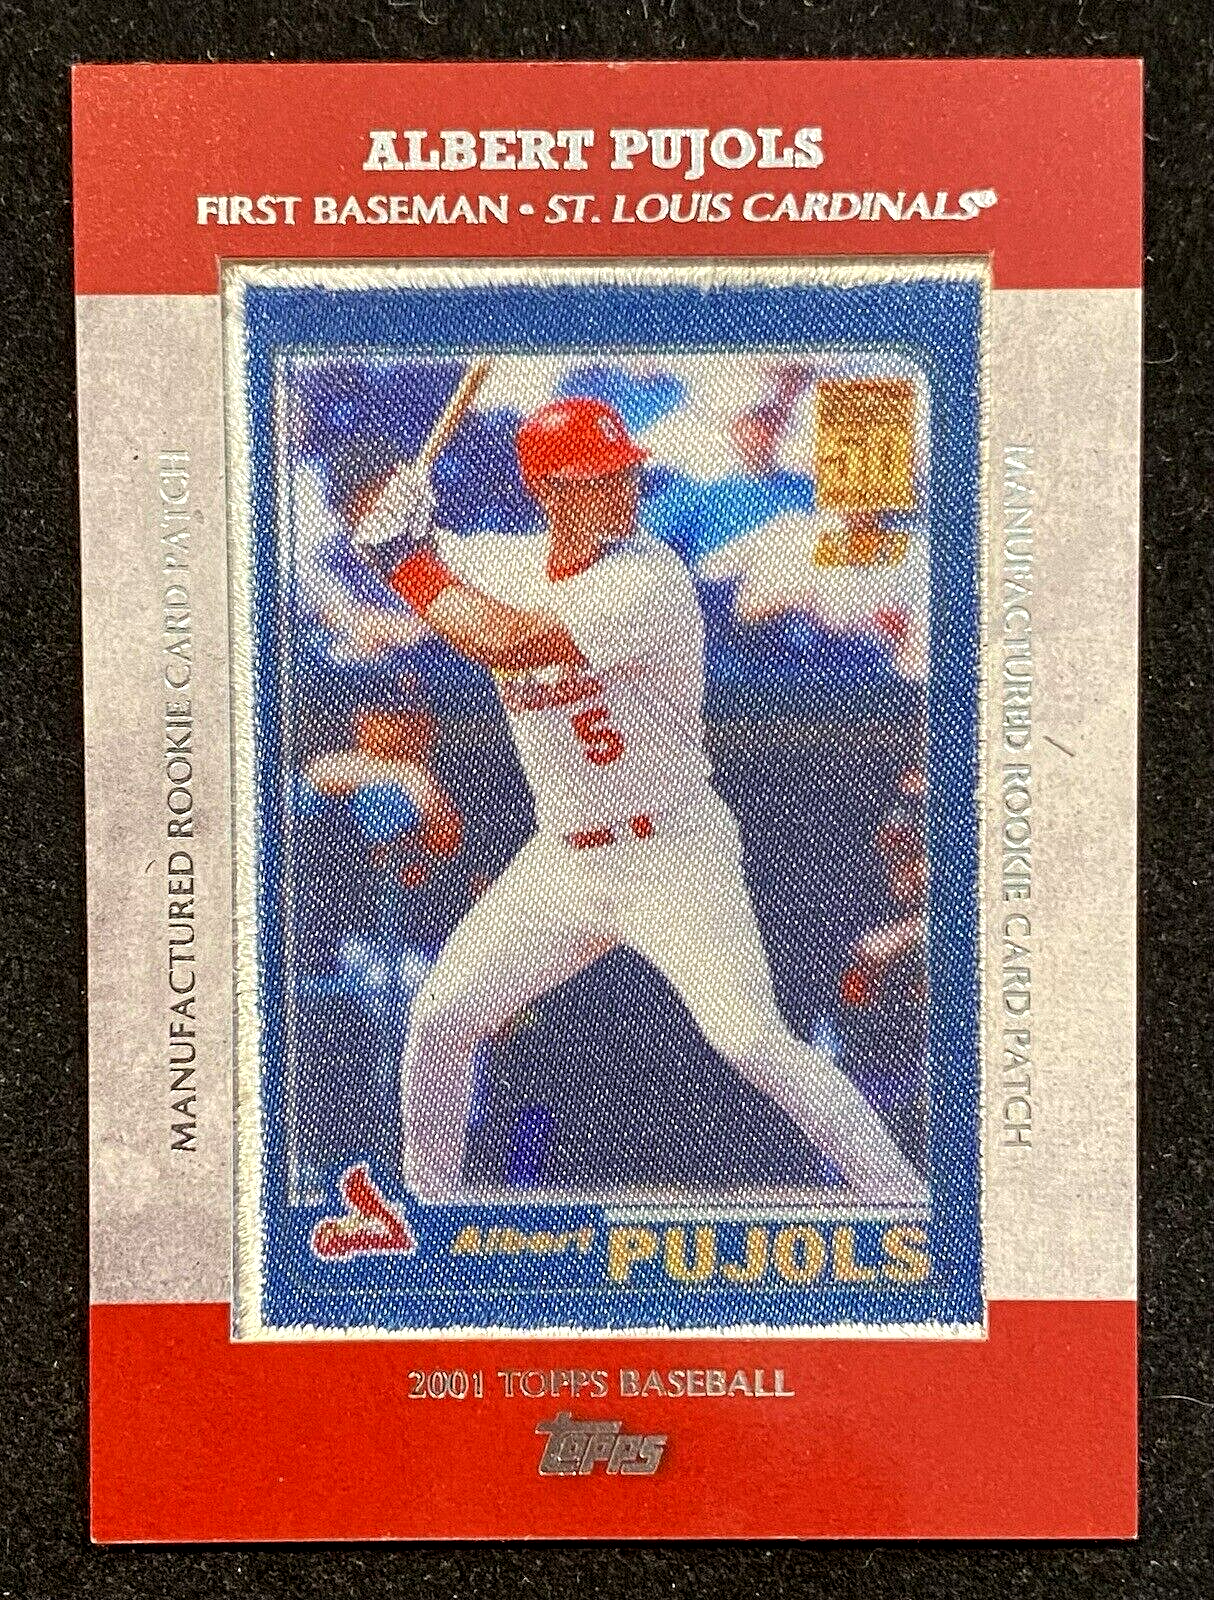 ALBERT PUJOLS
FIRST BASEMAN • ST. LOUIS CARDINALS®
MANUFACTURED ROOKIE CARD PATCH
MANUFACTURED ROOKIE CARD PATCH
5
Albert PUJOLS
2001 TOPPS BASEBALL
TOPPS